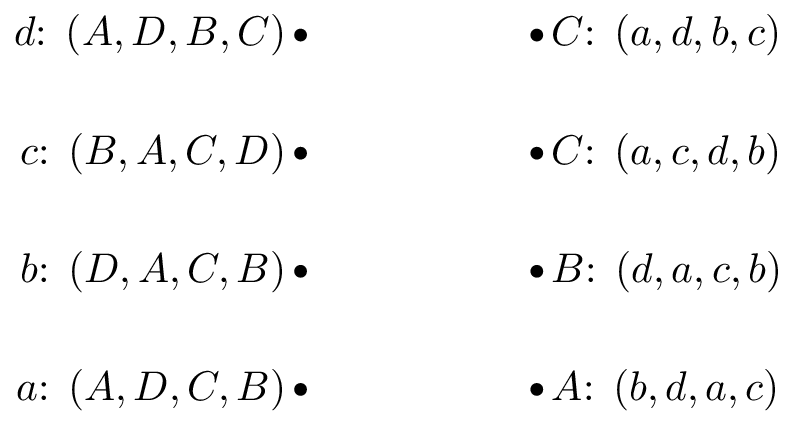 d: (A, D, B, C) • • C: (a, d, b, c)
c: (B, A, C, D) • • C: (a, c, d, b)
b: (D, A, C, B) • • B: (d, a, c, b)
a: (A, D, C, B) • • A: (b, d, a, c)